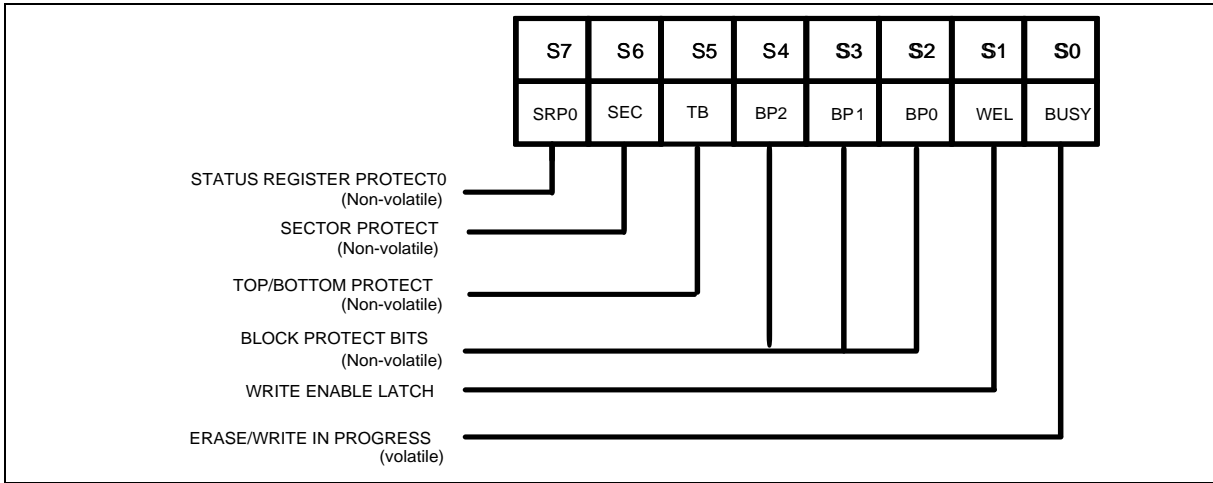 S7 S6 S5 S4 S3 S2 S1 S0
SRP0 SEC TB BP2 BP1 BP0 WEL BUSY
STATUS REGISTER PROTECT0
(Non-volatile)
SECTOR PROTECT
(Non-volatile)
TOP/BOTTOM PROTECT
(Non-volatile)
BLOCK PROTECT BITS
(Non-volatile)
WRITE ENABLE LATCH
ERASE/WRITE IN PROGRESS
(volatile)